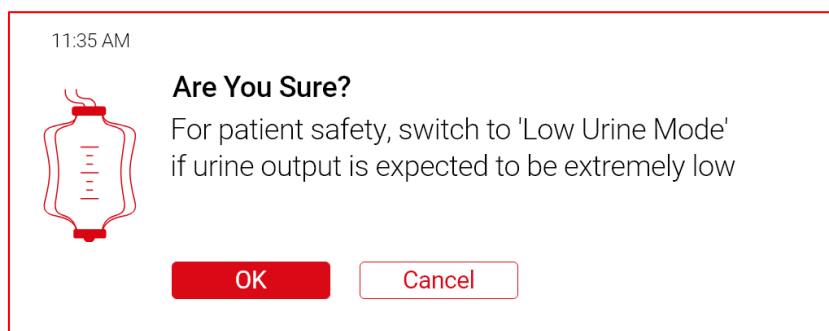 11:35 AM
Are You Sure?
For patient safety, switch to 'Low Urine Mode'
if urine output is expected to be extremely low
OK
Cancel